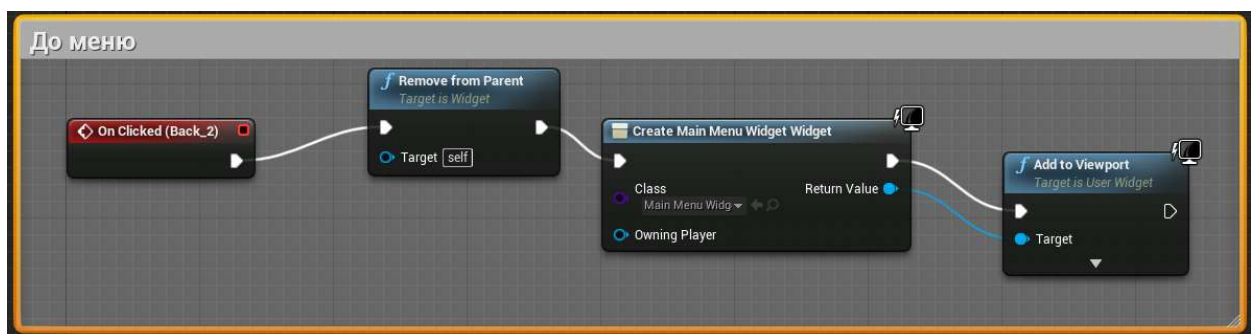 До меню
On Clicked (Back_2)
f Remove from Parent
Target is Widget
Target self
Create Main Menu Widget Widget
Class
Return Value
Main Menu Widg
Owning Player
f Add to Viewport
Target is User Widget
Target